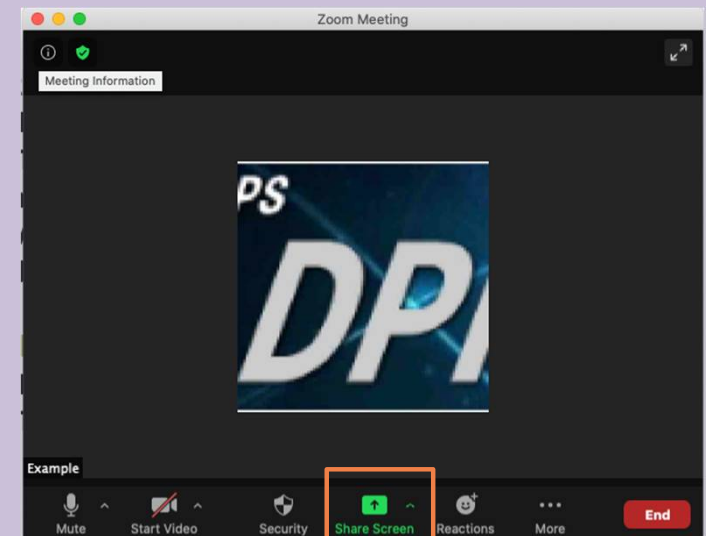 Zoom Meeting
Meeting Information
PS
DP
Example
Mute
Start Video
Security
Share Screen
Reactions
More
End